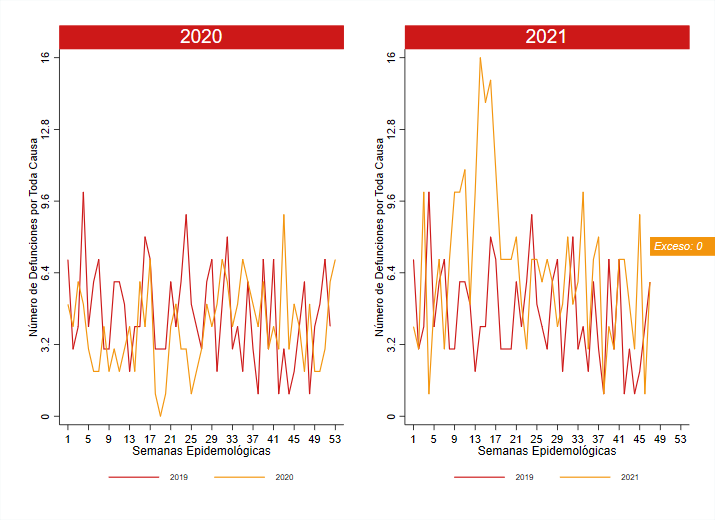 2020
2021
Número de Defunciones por Toda Causa
0 3.2 6.4 9.6 12.8 16
1 5 9 13 17 21 25 29 33 37 41 45 49 53
Semanas Epidemiológicas
2019 2020
Número de Defunciones por Toda Causa
0 3.2 6.4 9.6 12.8 16
Exceso: 0
1 5 9 13 17 21 25 29 33 37 41 45 49 53
Semanas Epidemiológicas
2019 2021